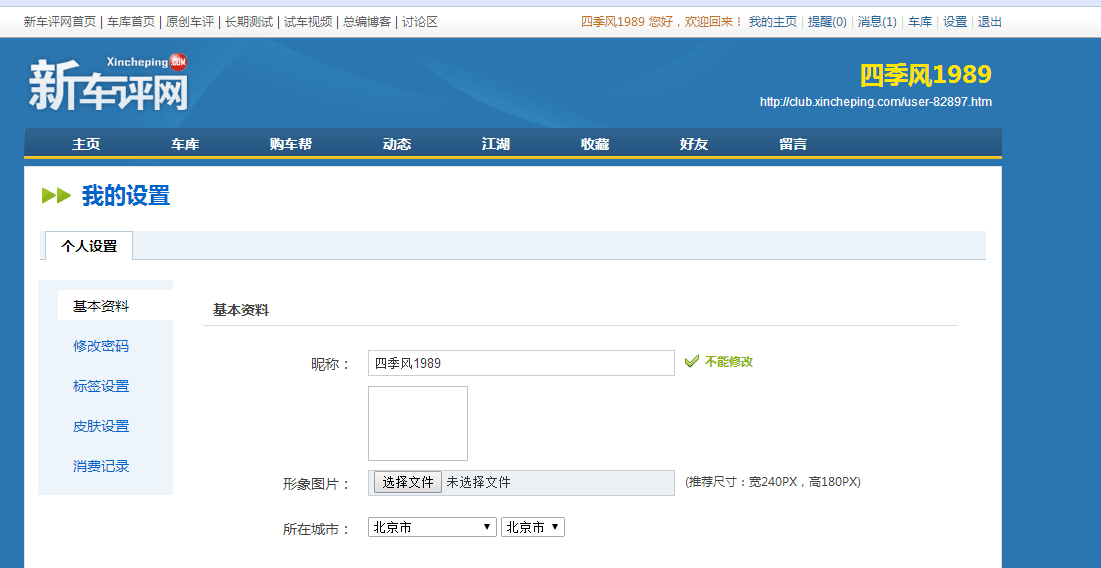 新车评网首页 | 车库首页 | 原创车评 | 长期测试 | 试车视频 | 总编博客 | 讨论区 四季风1989 您好，欢迎回来！ 我的主页 | 提醒(0) | 消息(1) | 车库 | 设置 | 退出
Xincheping.COM
新车评网
四季风1989
http://club.xincheping.com/user-82897.htm
主页 车库 购车帮 动态 江湖 收藏 好友 留言
我的设置
个人设置
基本资料
修改密码
标签设置
皮肤设置
消费记录
基本资料
昵称： 四季风1989 不能修改
形象图片： 选择文件 未选择文件 (推荐尺寸：宽240PX，高180PX)
所在城市： 北京市 北京市